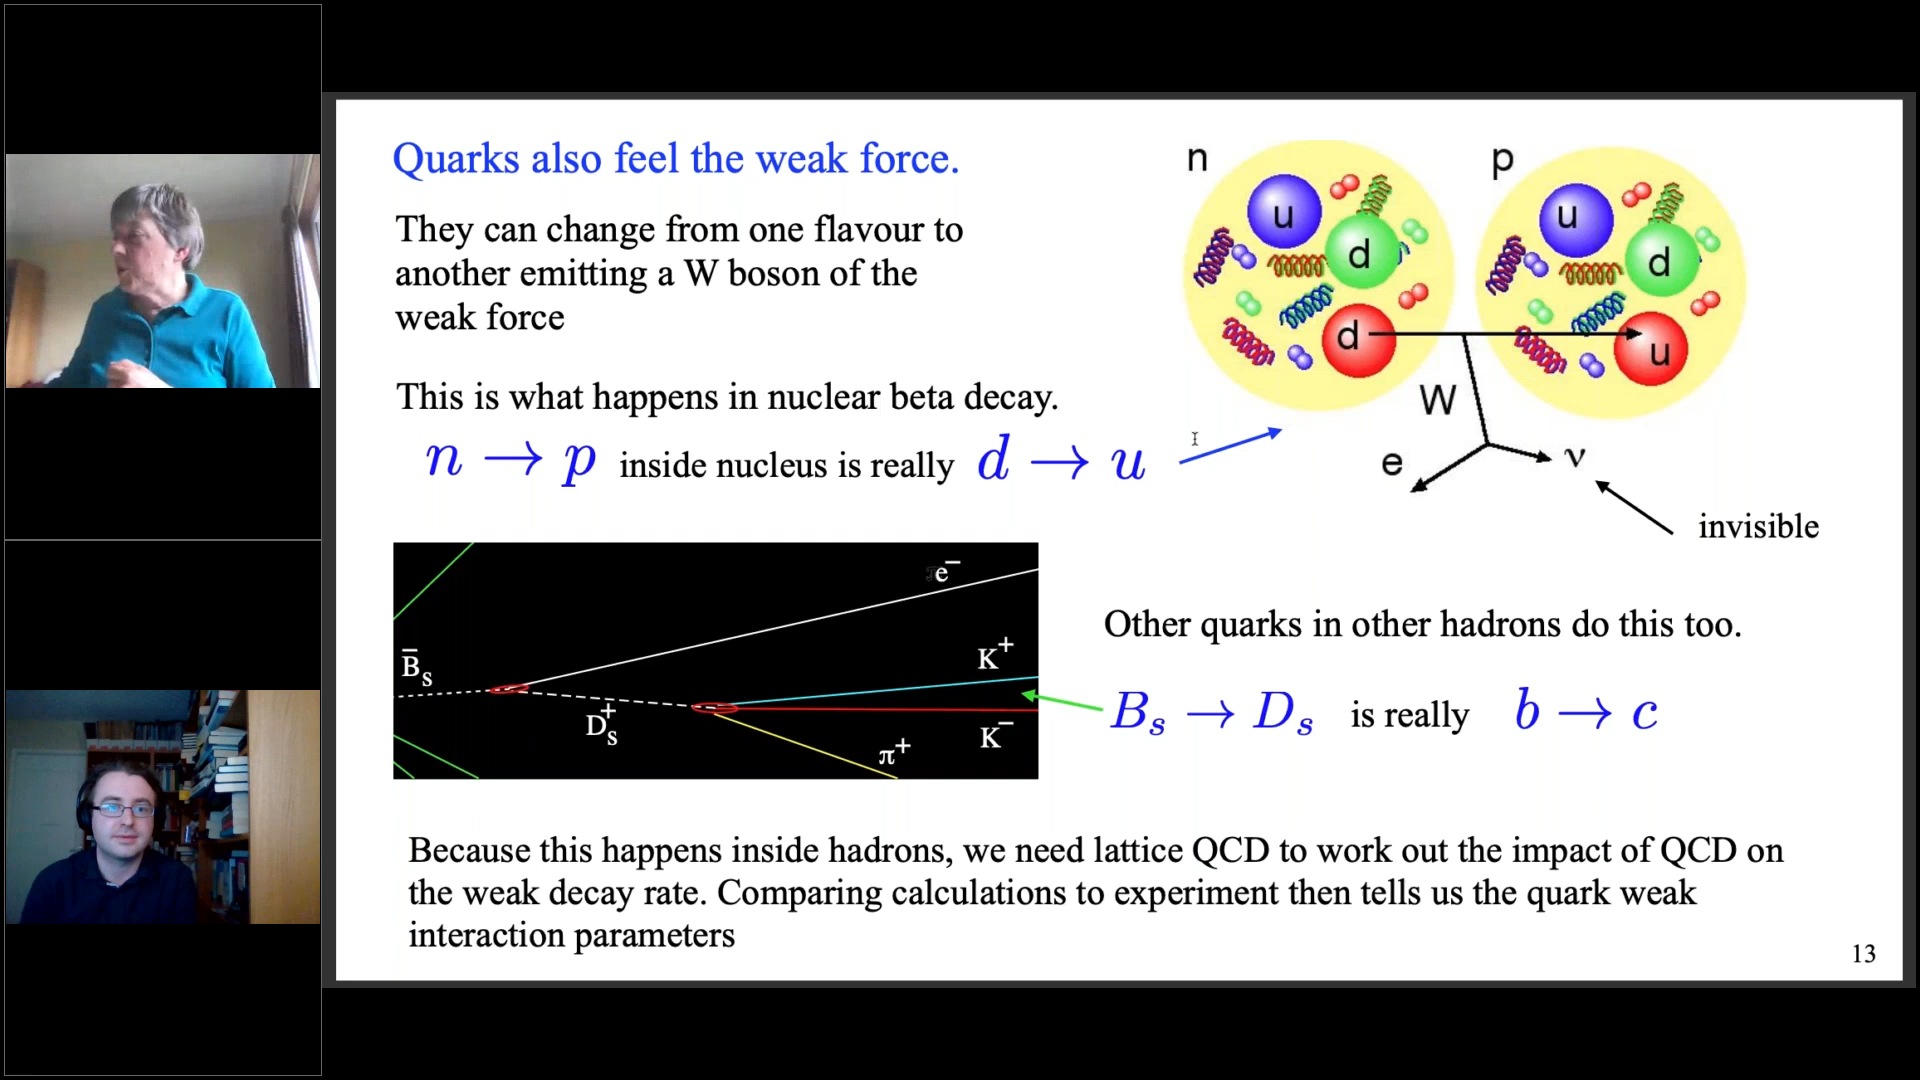 Quarks also feel the weak force.
They can change from one flavour to
another emitting a W boson of the
weak force
This is what happens in nuclear beta decay.
n → p inside nucleus is really d → u
n
u
d
d
p
u
d
u
W
e
ν
invisible
B̄s
e⁻
Ds⁺
K⁺
K⁻
π⁺
Other quarks in other hadrons do this too.
Bs → Ds is really b → c
Because this happens inside hadrons, we need lattice QCD to work out the impact of QCD on
the weak decay rate. Comparing calculations to experiment then tells us the quark weak
interaction parameters
13